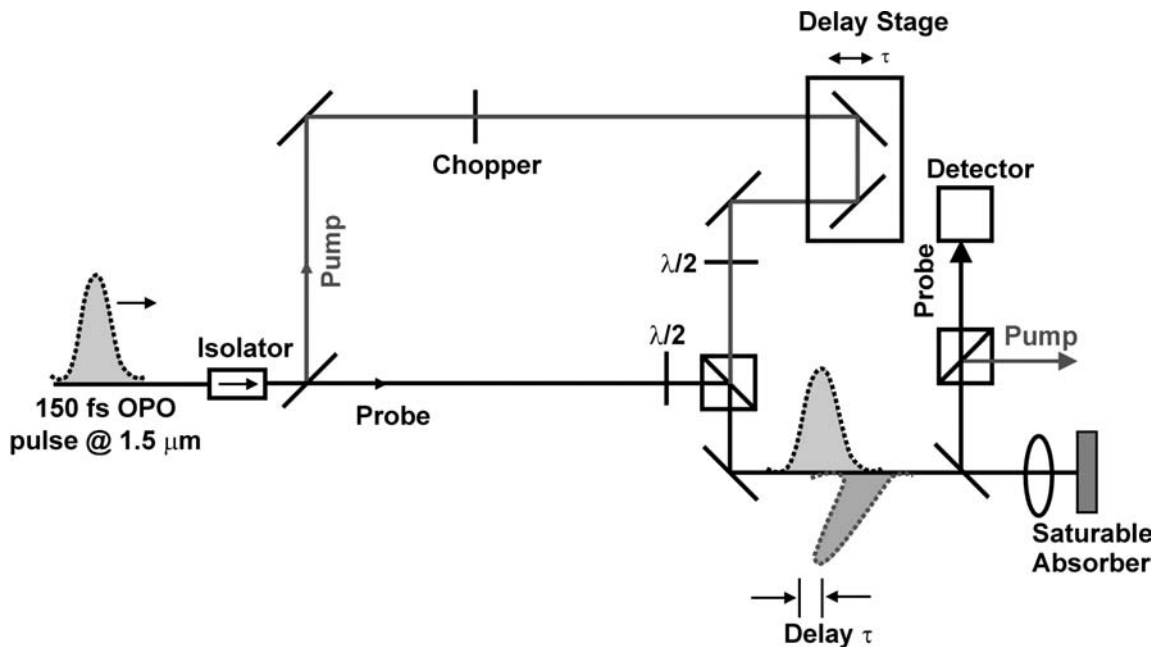 Delay Stage
τ
Chopper
Detector
Pump
λ/2
Probe
λ/2
Isolator
Pump
150 fs OPO
pulse @ 1.5 μm
Probe
Saturable
Absorber
Delay τ